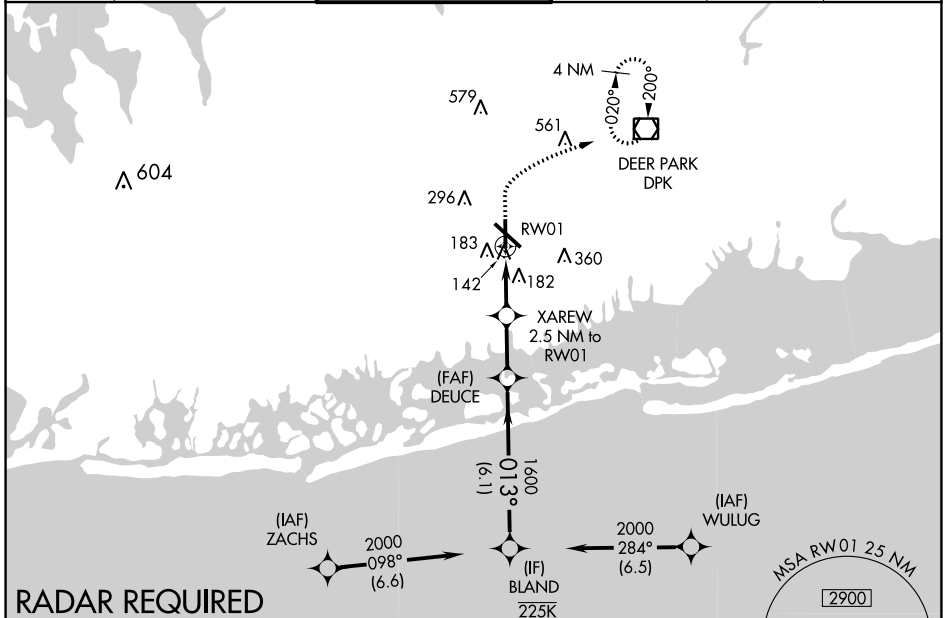 4 NM
020°
200°
579
561
DEER PARK
DPK
604
296
RW01
183
360
142
182
XAREW
2.5 NM to
RW01
(FAF)
DEUCE
1600
013°
(6.1)
(IAF)
ZACHS
2000
098°
(6.6)
(IAF)
WULUG
2000
284°
(6.5)
(IF)
BLAND
225K
MSA RW01 25 NM
2900
RADAR REQUIRED